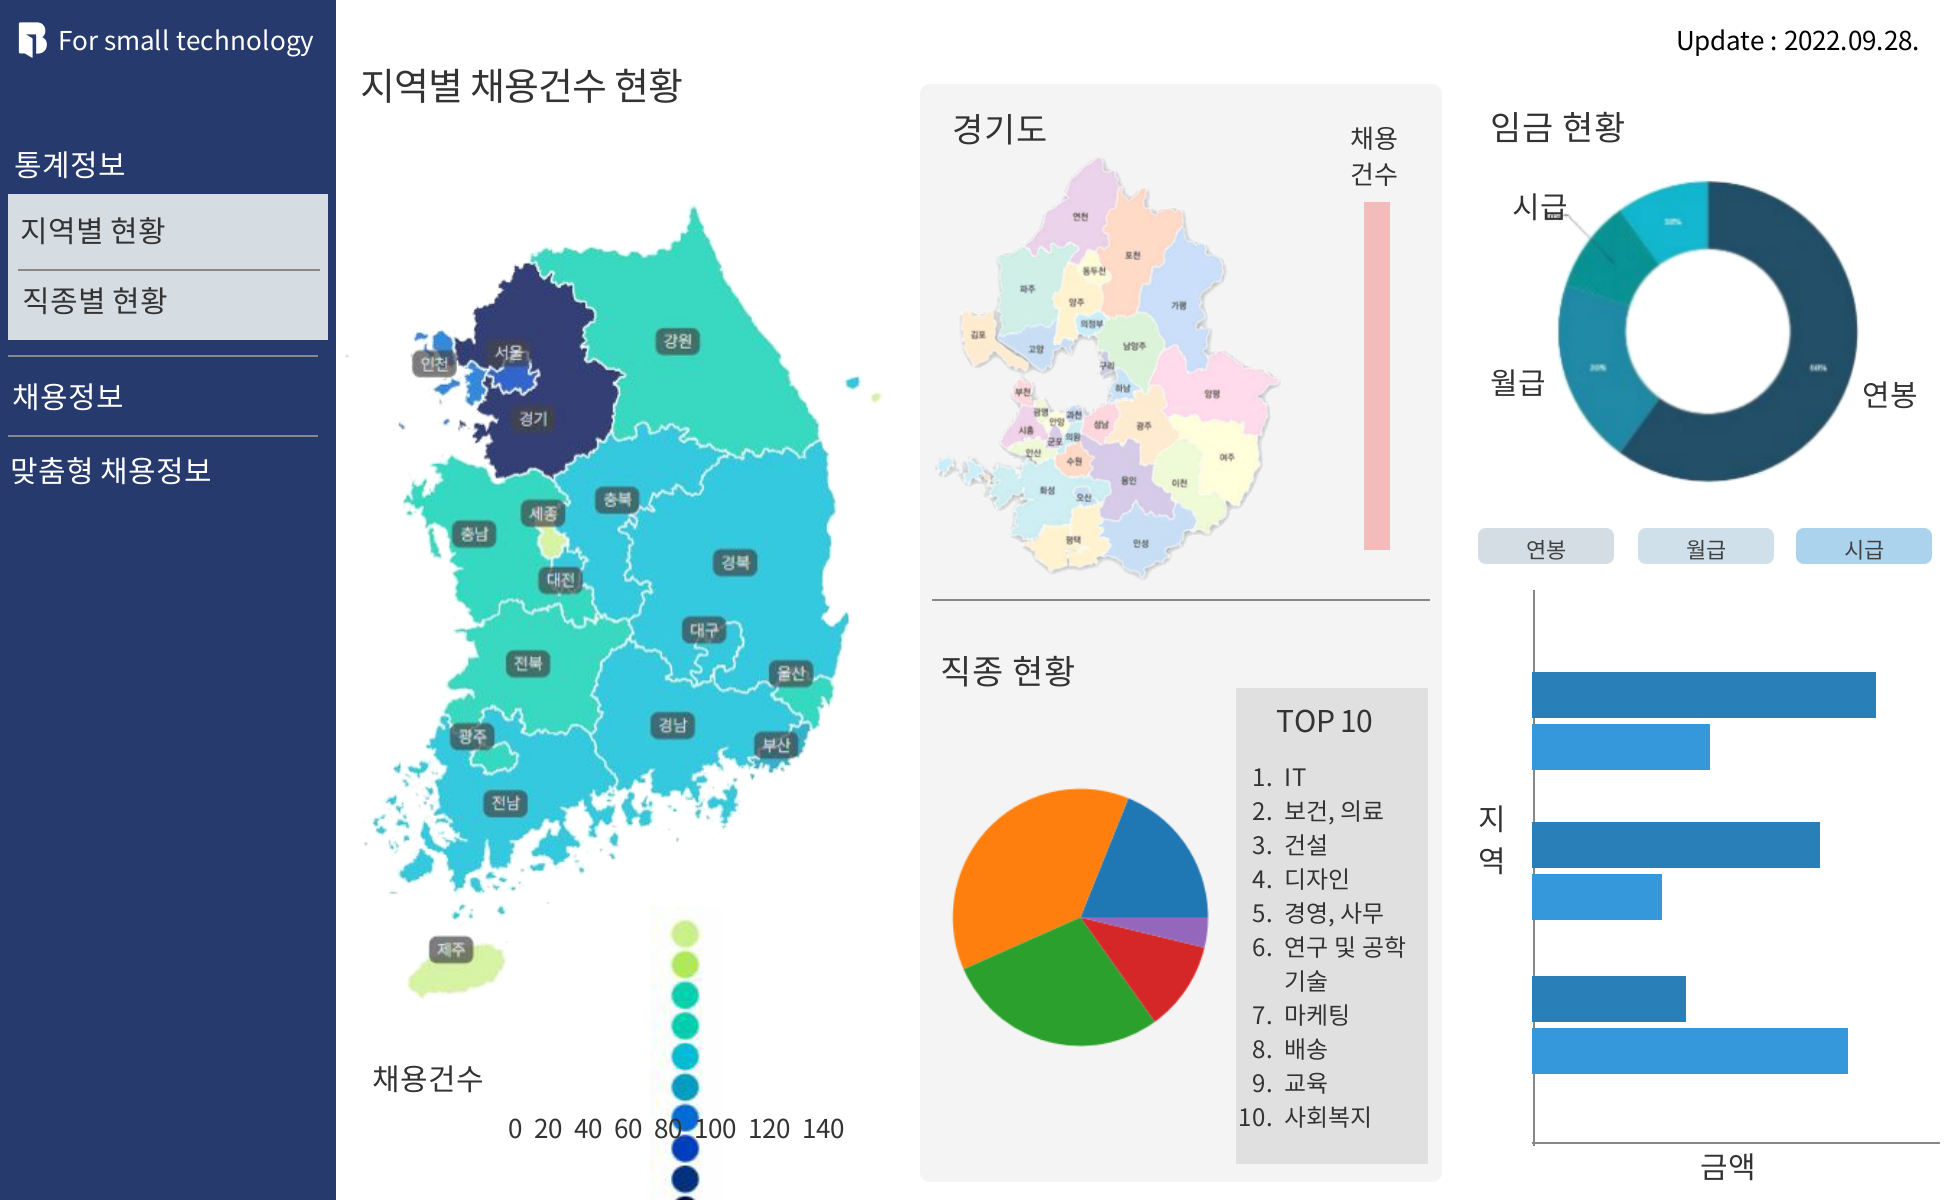 For small technology
통계정보
지역별 현황
직종별 현황
채용정보
맞춤형 채용정보
Update : 2022.09.28.
지역별 채용건수 현황
인천
서울
경기
강원
충북
세종
충남
대전
경북
대구
전북
울산
경남
광주
부산
전남
제주
채용건수
0 20 40 60 80 100 120 140
경기도
채용
건수
연천
포천
동두천
파주
양주
가평
의정부
김포
고양
남양주
구리
하남
부천
양평
광명
과천
안양
성남
광주
시흥
군포
의왕
안산
수원
여주
용인
이천
화성
오산
평택
안성
직종 현황
TOP 10
1. IT
2. 보건, 의료
3. 건설
4. 디자인
5. 경영, 사무
6. 연구 및 공학
기술
7. 마케팅
8. 배송
9. 교육
10. 사회복지
임금 현황
시급
월급
연봉
20%
연봉
월급
시급
지
역
금액